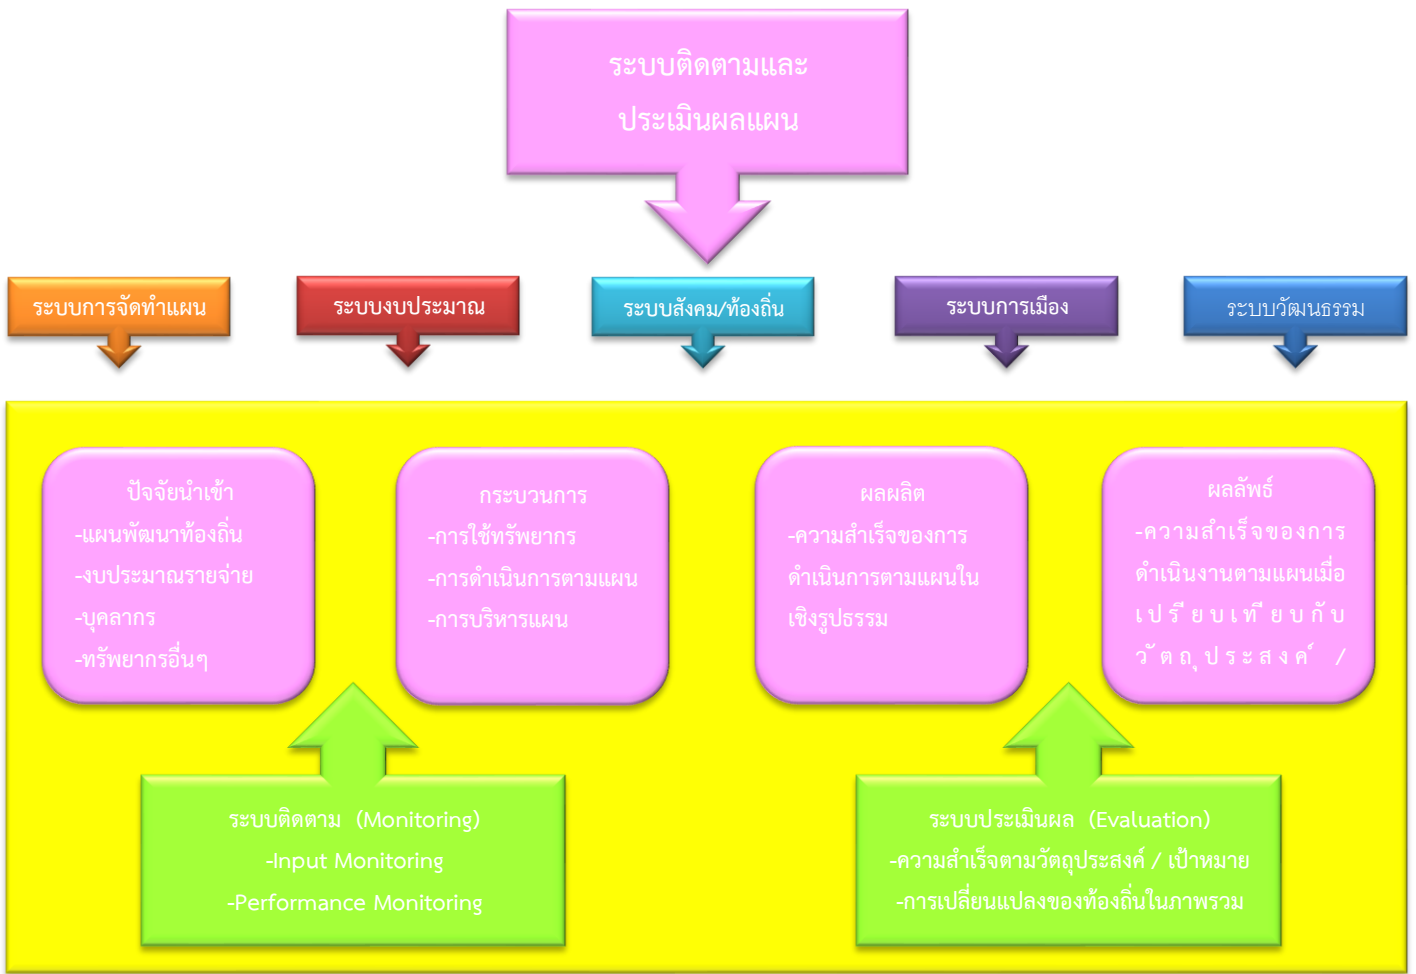 ระบบติดตามและ
ประเมินผลแผน
ระบบการจัดทำแผน
ระบบงบประมาณ
ระบบสังคม/ท้องถิ่น
ระบบการเมือง
ระบบวัฒนธรรม
ปัจจัยนำเข้า
-แผนพัฒนาท้องถิ่น
-งบประมาณรายจ่าย
-บุคลากร
-ทรัพยากรอื่นๆ
กระบวนการ
-การใช้ทรัพยากร
-การดำเนินการตามแผน
-การบริหารแผน
ผลผลิต
-ความสำเร็จของการ
ดำเนินการตามแผนใน
เชิงรูปธรรม
ผลลัพธ์
-ความสำเร็จของการ
ดำเนินงานตามแผนเมื่อ
เปรียบเทียบกับ
วัตถุประสงค์ /
ระบบติดตาม (Monitoring)
-Input Monitoring
-Performance Monitoring
ระบบประเมินผล (Evaluation)
-ความสำเร็จตามวัตถุประสงค์ / เป้าหมาย
-การเปลี่ยนแปลงของท้องถิ่นในภาพรวม